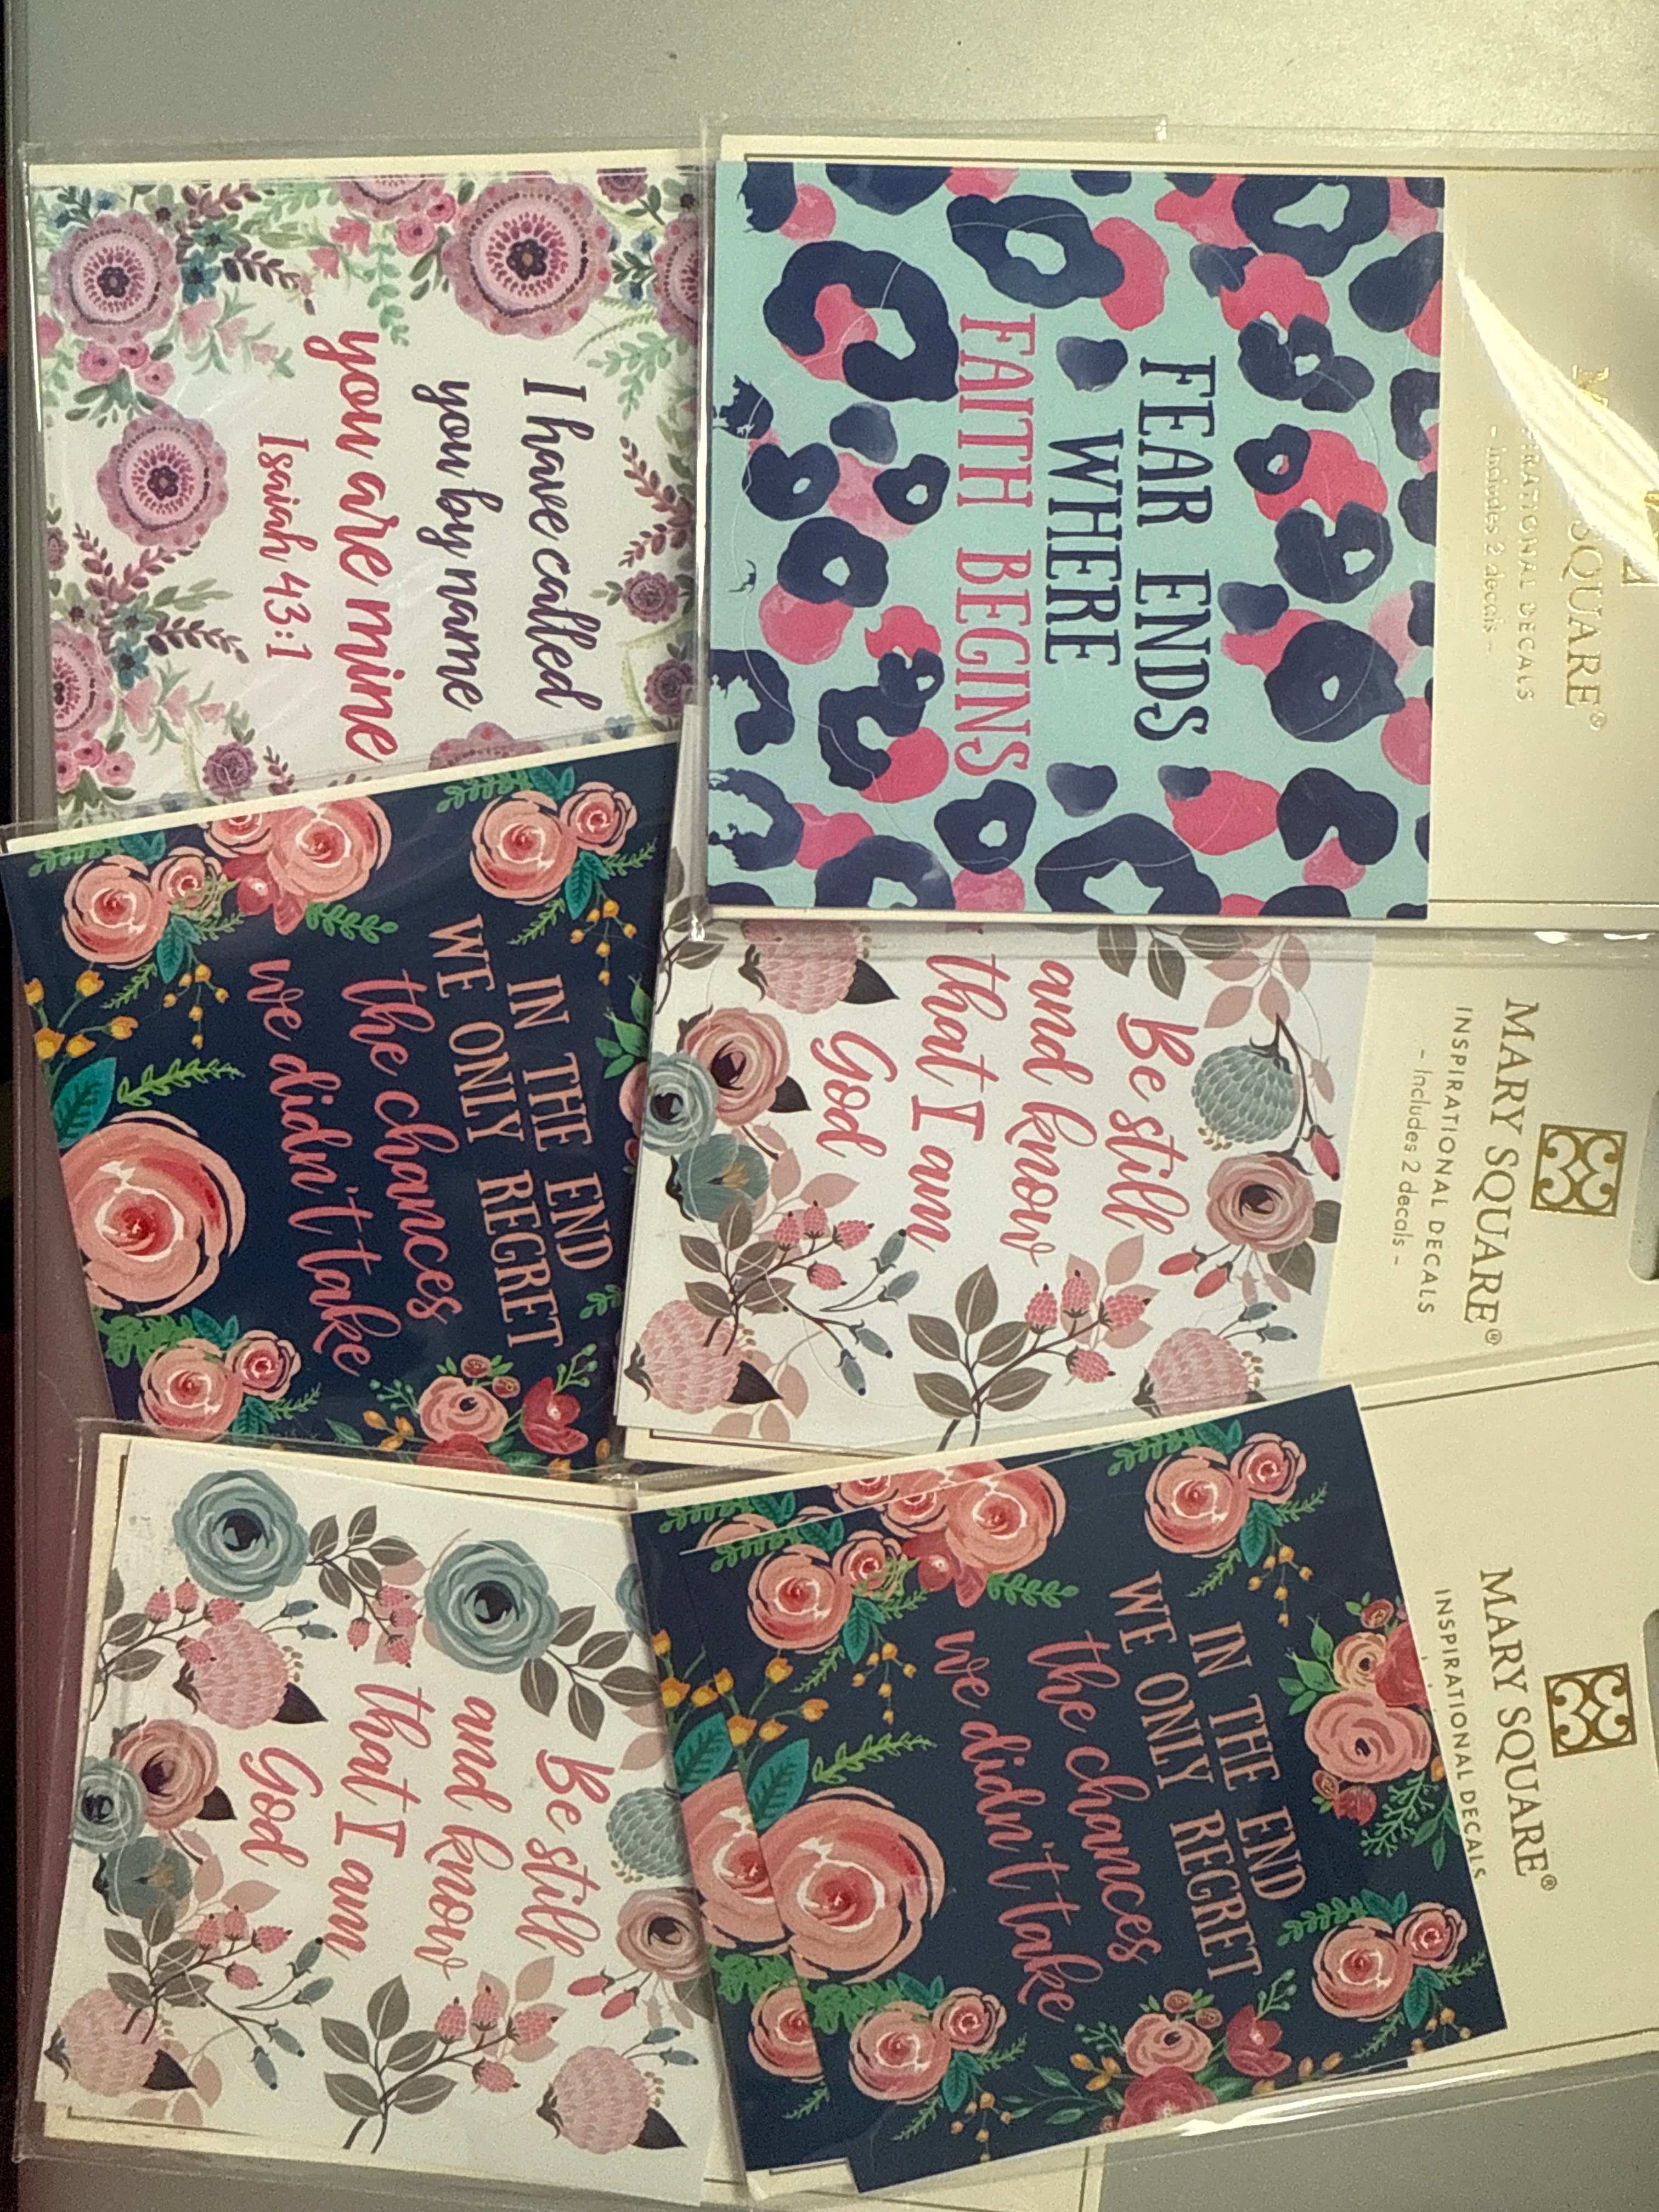 MARY SQUARE®
INSPIRATIONAL DECALS
- Includes 2 decals -
FEAR ENDS
WHERE
FAITH BEGINS
I have called
you by name
you are mine
Isaiah 43:1
MARY SQUARE®
INSPIRATIONAL DECALS
- Includes 2 decals -
Be still
and know
that I am
God
IN THE END
WE ONLY REGRET
the chances
we didn't take
MARY SQUARE®
INSPIRATIONAL DECALS
IN THE END
WE ONLY REGRET
the chances
we didn't take
Be still
and know
that I am
God